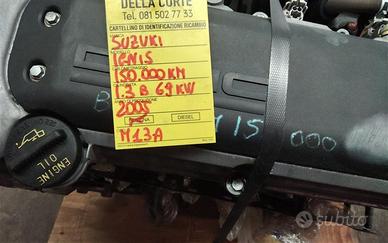 DELLA CORTE
Tel. 081 502 77 33
CARTELLINO DI IDENTIFICAZIONE RICAMBIO
SUZUKI
IGNIS
150.000 KM
1.3 B 69 KW
2005
BENZINA DIESEL
M13A
000
ENGINE
OIL
subito